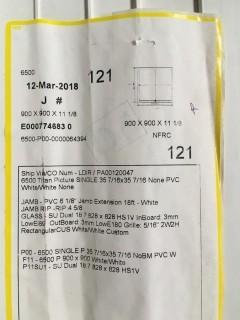 6500
121
12-Mar-2018
J #
900 X 900 X 11 1/8
E000774683 0
6500-P00-0000064394
900 X 900 X 11 1/8
NFRC
121
Ship Via/CO Num - LDIR / PA00120047
6500 Titan Picture SINGLE 35 7/16x35 7/16 None PVC
White/White None
JAMB - PVC 6 1/8" Jamb Extension 18ft - White
JAMB RIP -RIP 4 5/8
GLASS - SU Dual 18 7 828 x 828 HS1V InBoard: 3mm
LowE180 OutBoard: 3mm LowE180 Grille: 5/16" 2W2H
RectangularCUS White/White Custom
P00 - 6500 SINGLE P 35 7/16x35 7/16 NoBM PVC W
F11 - 6500 P 900 x 900 White/White
P11SU1 - SU Dual 18 7 828 x 828 HS1V